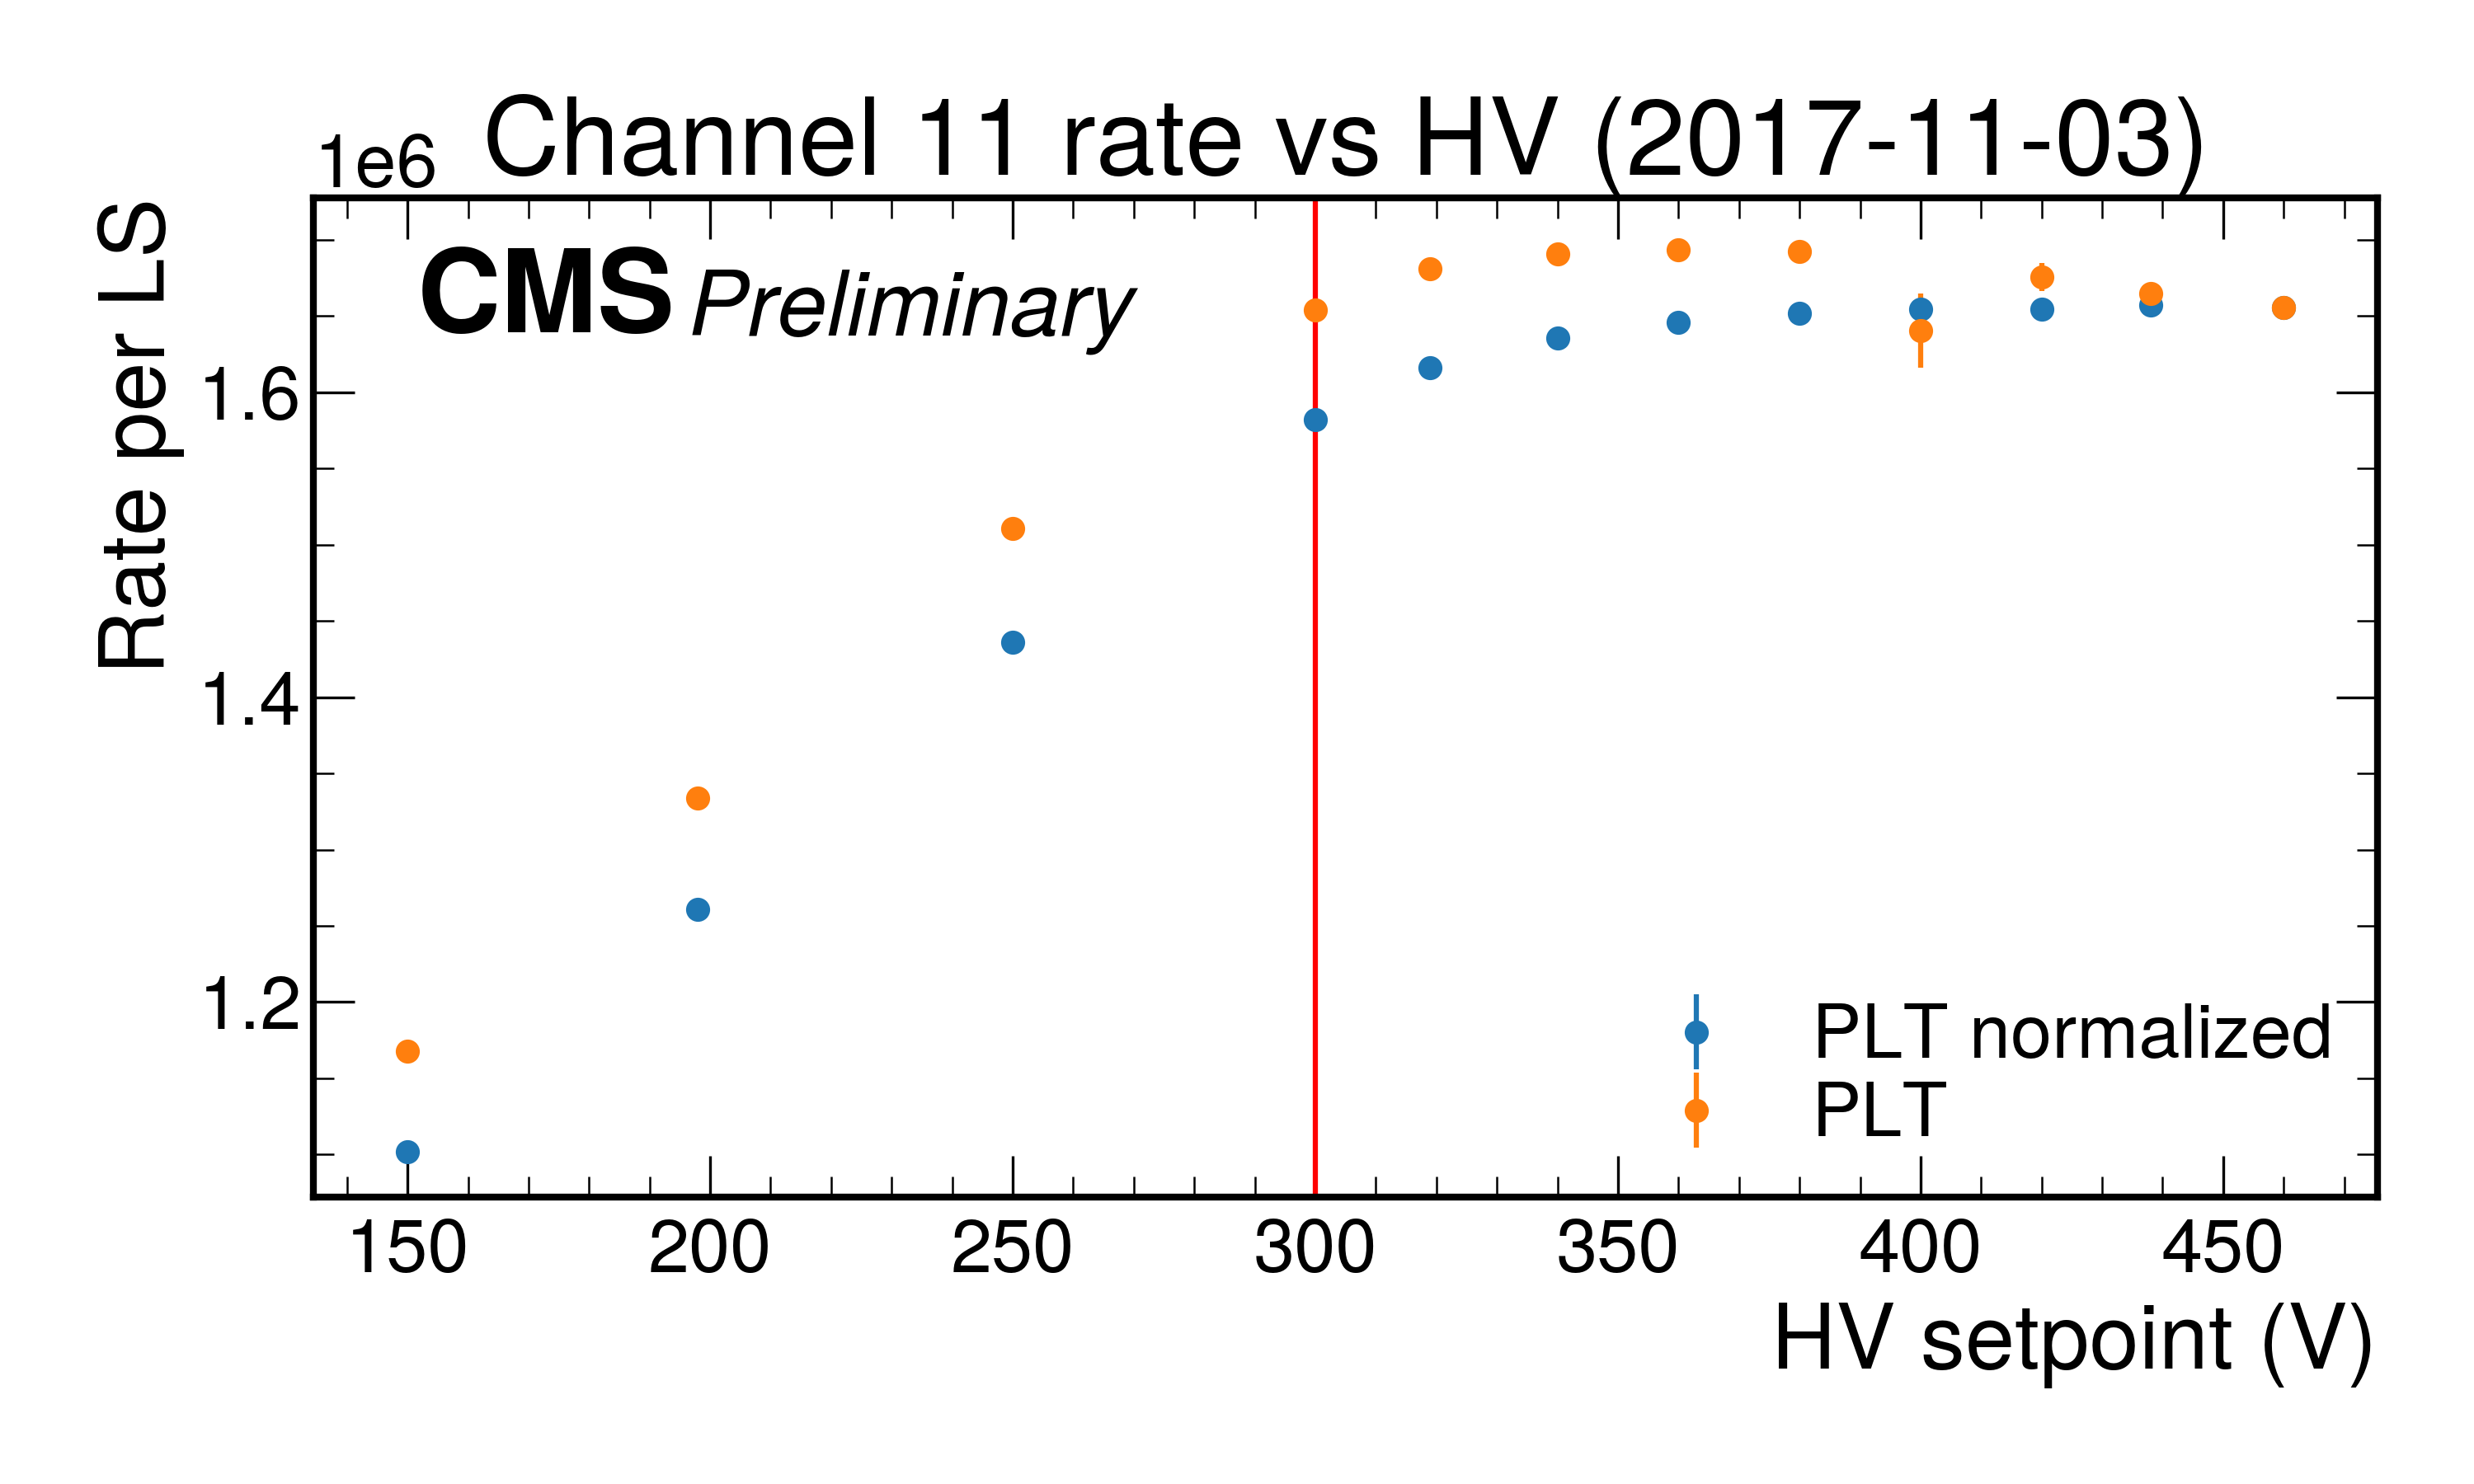 Channel 11 rate vs HV (2017-11-03)
1e6
CMS Preliminary
Rate per LS
1.6
1.4
1.2
PLT normalized
PLT
150 200 250 300 350 400 450
HV setpoint (V)